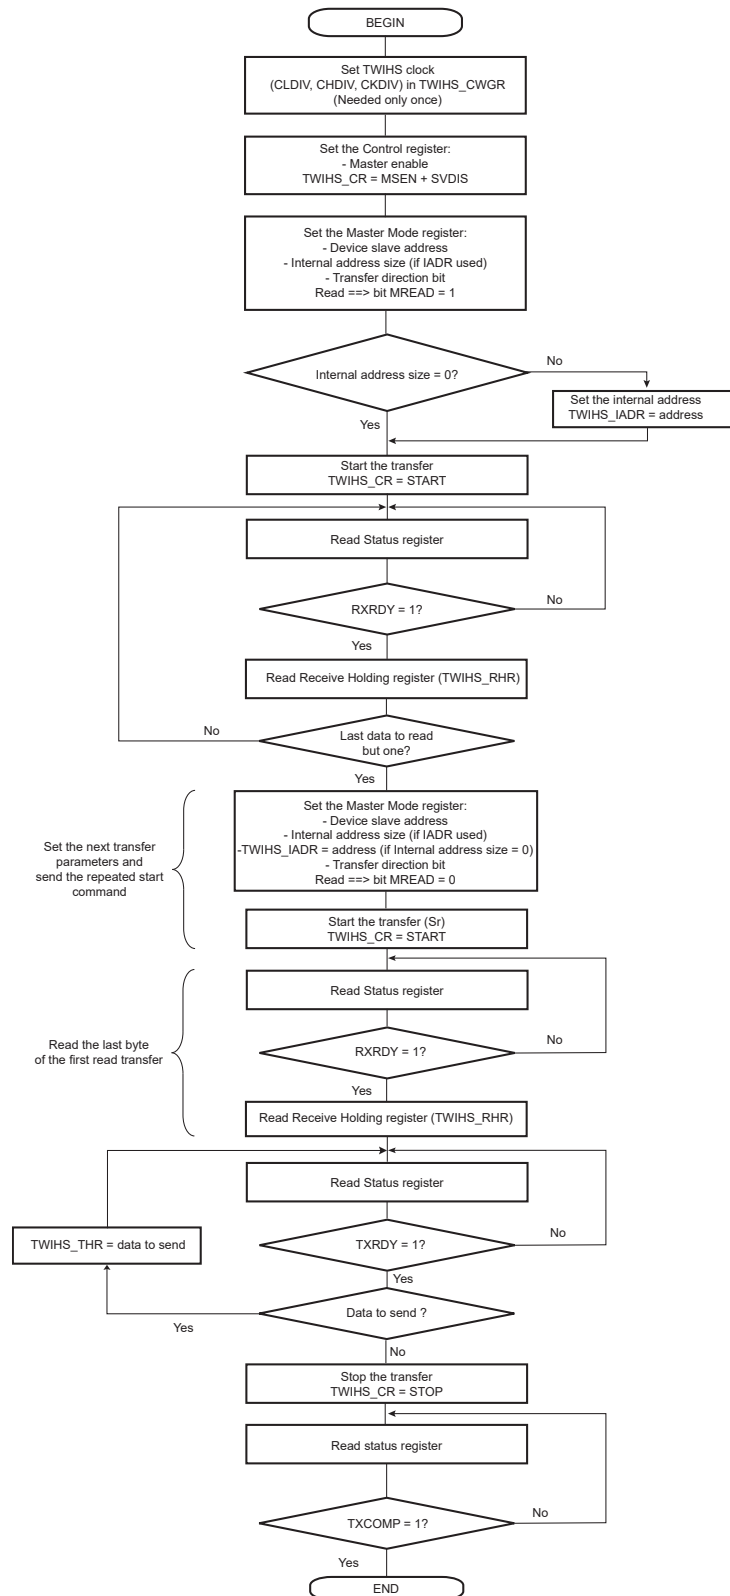 BEGIN
Set TWIHS clock
(CLDIV, CHDIV, CKDIV) in TWIHS_CWGR
(Needed only once)
Set the Control register:
- Master enable
TWIHS_CR = MSEN + SVDIS
Set the Master Mode register:
- Device slave address
- Internal address size (if IADR used)
- Transfer direction bit
Read ==> bit MREAD = 1
Internal address size = 0?
No
Set the internal address
TWIHS_IADR = address
Yes
Start the transfer
TWIHS_CR = START
Read Status register
RXRDY = 1?
No
Yes
Read Receive Holding register (TWIHS_RHR)
No
Last data to read
but one?
Yes
Set the next transfer
parameters and
send the repeated start
command
Set the Master Mode register:
- Device slave address
- Internal address size (if IADR used)
-TWIHS_IADR = address (if Internal address size = 0)
- Transfer direction bit
Read ==> bit MREAD = 0
Start the transfer (Sr)
TWIHS_CR = START
Read the last byte
of the first read transfer
Read Status register
RXRDY = 1?
No
Yes
Read Receive Holding register (TWIHS_RHR)
Read Status register
TWIHS_THR = data to send
TXRDY = 1?
No
Yes
Data to send ?
Yes
No
Stop the transfer
TWIHS_CR = STOP
Read status register
TXCOMP = 1?
No
Yes
END